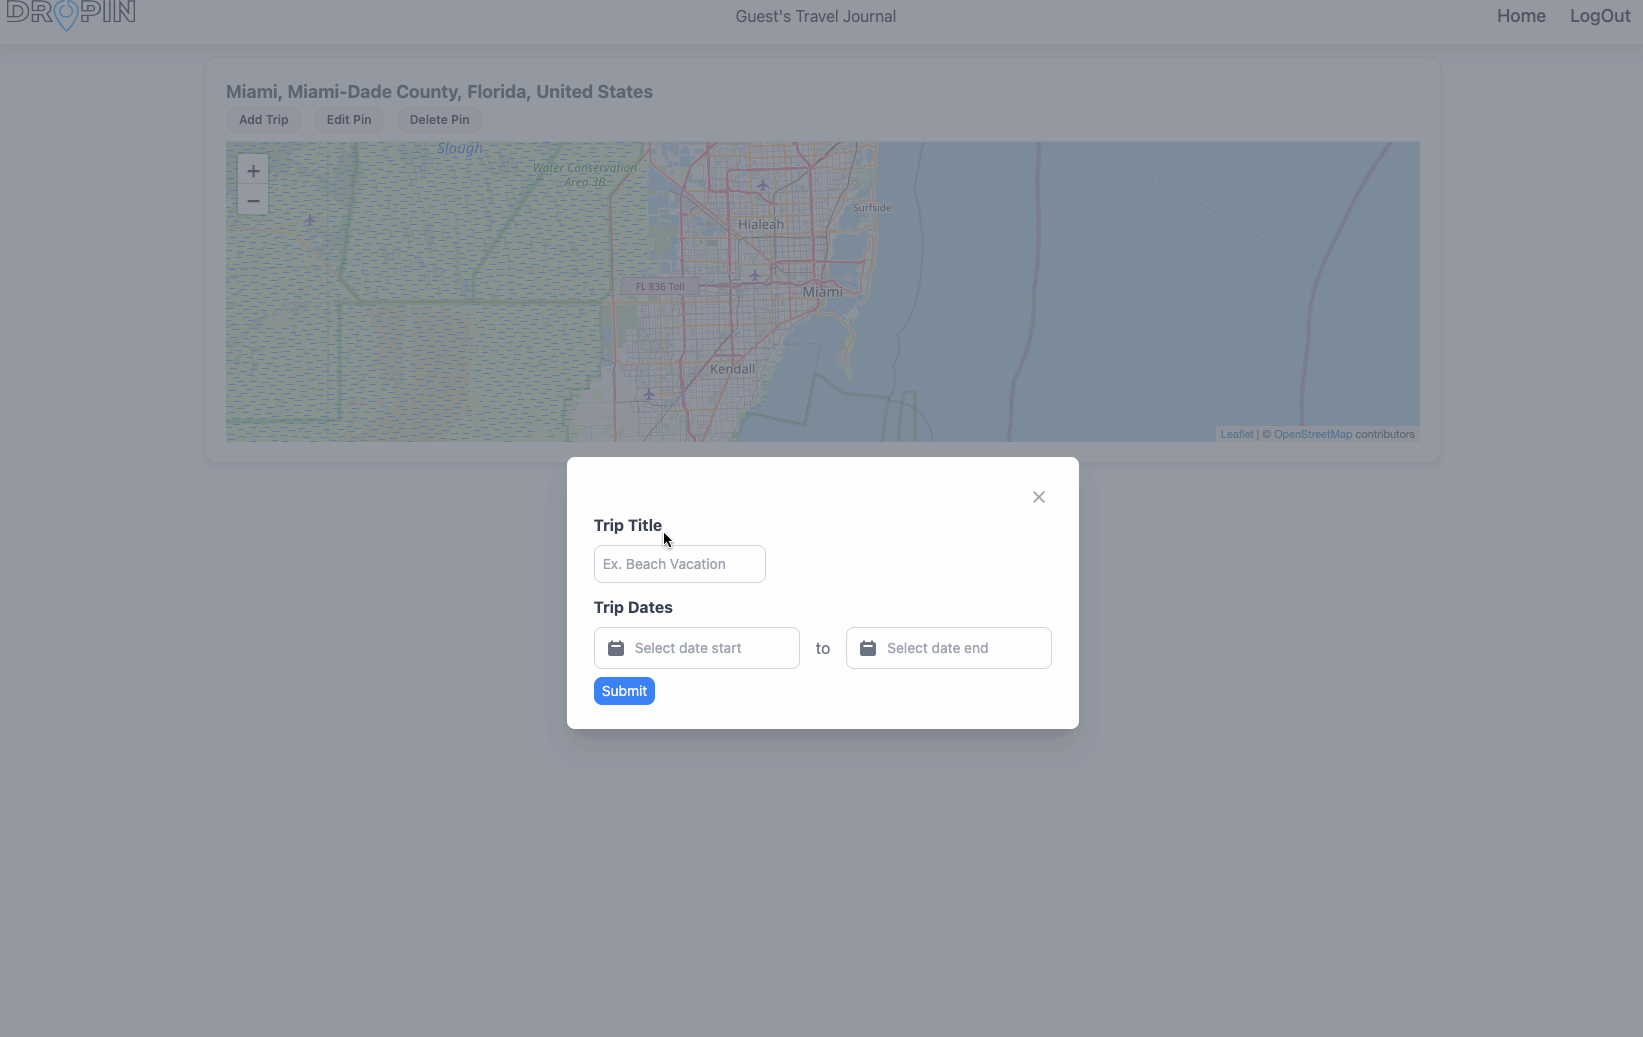 DROPIN
Guest's Travel Journal
Home
LogOut
Miami, Miami-Dade County, Florida, United States
Add Trip
Edit Pin
Delete Pin
+
−
Slough
Water Conservation
Area 3B
Surfside
Hialeah
FL 836 Toll
Miami
Kendall
Leaflet | © OpenStreetMap contributors
×
Trip Title
Ex. Beach Vacation
Trip Dates
Select date start
to
Select date end
Submit